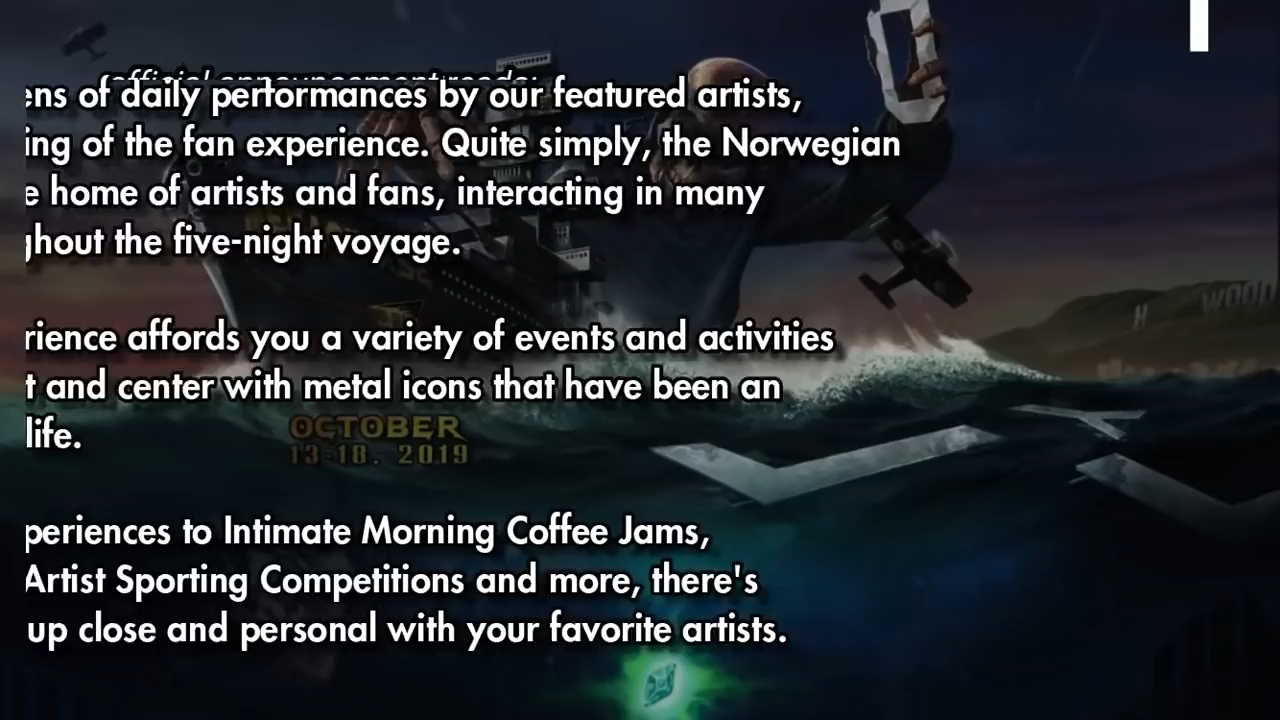 official announcement reads:
ens of daily performances by our featured artists,
ing of the fan experience. Quite simply, the Norwegian
e home of artists and fans, interacting in many
ghout the five-night voyage.
rience affords you a variety of events and activities
t and center with metal icons that have been an
life.
OCTOBER
13-18, 2019
periences to Intimate Morning Coffee Jams,
Artist Sporting Competitions and more, there's
up close and personal with your favorite artists.